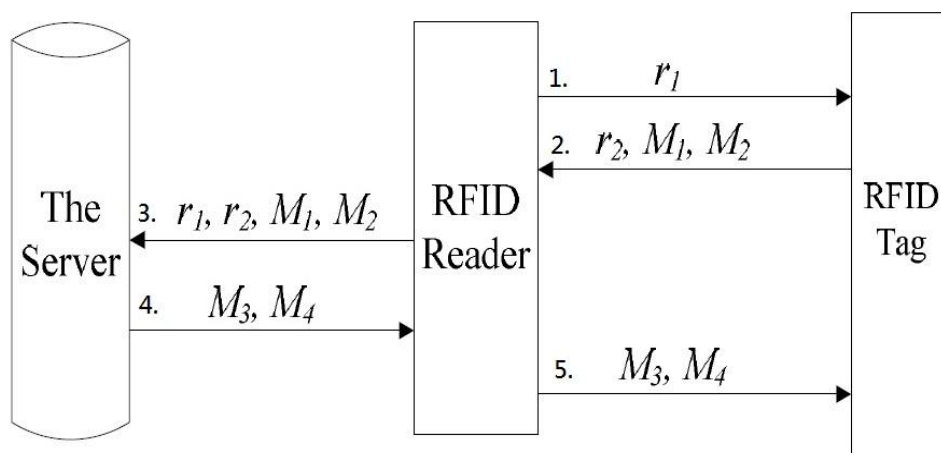 1. r₁
2. r₂, M₁, M₂
RFID
Reader
RFID
Tag
The
Server
3. r₁, r₂, M₁, M₂
4. M₃, M₄
5. M₃, M₄